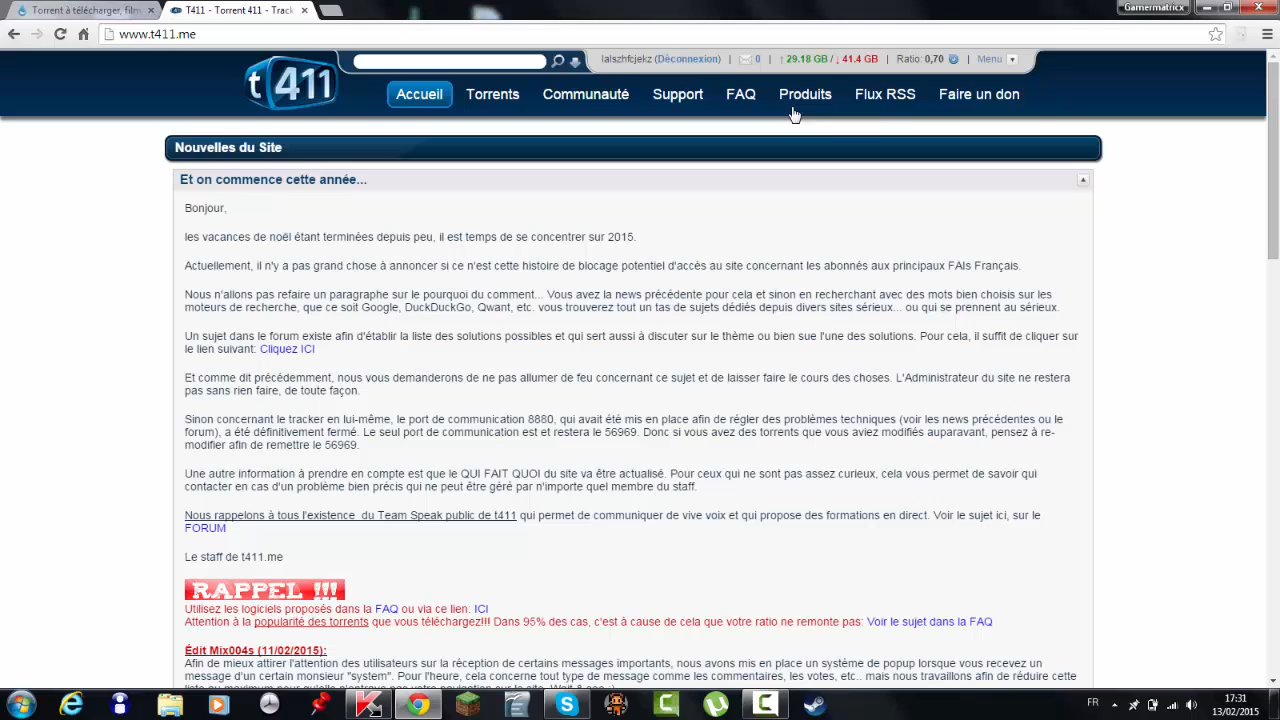 Torrent à télécharger, film
T411 - Torrent 411 - Track
Gamermatricx
www.t411.me
t411
lalszhfcjekz (Déconnexion) 0 ↑ 29.18 GB / ↓ 41.4 GB Ratio: 0,70 Menu
Accueil Torrents Communauté Support FAQ Produits Flux RSS Faire un don
Nouvelles du Site
Et on commence cette année...
Bonjour,
les vacances de noël étant terminées depuis peu, il est temps de se concentrer sur 2015.
Actuellement, il n'y a pas grand chose à annoncer si ce n'est cette histoire de blocage potentiel d'accès au site concernant les abonnés aux principaux FAIs Français.
Nous n'allons pas refaire un paragraphe sur le pourquoi du comment... Vous avez la news précédente pour cela et sinon en recherchant avec des mots bien choisis sur les
moteurs de recherche, que ce soit Google, DuckDuckGo, Qwant, etc. vous trouverez tout un tas de sujets dédiés depuis divers sites sérieux... ou qui se prennent au sérieux.
Un sujet dans le forum existe afin d'établir la liste des solutions possibles et qui sert aussi à discuter sur le thème ou bien sue l'une des solutions. Pour cela, il suffit de cliquer sur
le lien suivant: Cliquez ICI
Et comme dit précédemment, nous vous demanderons de ne pas allumer de feu concernant ce sujet et de laisser faire le cours des choses. L'Administrateur du site ne restera
pas sans rien faire, de toute façon.
Sinon concernant le tracker en lui-même, le port de communication 8880, qui avait été mis en place afin de régler des problèmes techniques (voir les news précédentes ou le
forum), a été définitivement fermé. Le seul port de communication est et restera le 56969. Donc si vous avez des torrents que vous aviez modifiés auparavant, pensez à re-
modifier afin de remettre le 56969.
Une autre information à prendre en compte est que le QUI FAIT QUOI du site va être actualisé. Pour ceux qui ne sont pas assez curieux, cela vous permet de savoir qui
contacter en cas d'un problème bien précis qui ne peut être géré par n'importe quel membre du staff.
Nous rappelons à tous l'existence du Team Speak public de t411 qui permet de communiquer de vive voix et qui propose des formations en direct. Voir le sujet ici, sur le
FORUM
Le staff de t411.me
RAPPEL !!!
Utilisez les logiciels proposés dans la FAQ ou via ce lien: ICI
Attention à la popularité des torrents que vous téléchargez!!! Dans 95% des cas, c'est à cause de cela que votre ratio ne remonte pas: Voir le sujet dans la FAQ
Édit Mix004s (11/02/2015):
Afin de mieux attirer l'attention des utilisateurs sur la réception de certains messages importants, nous avons mis en place un système de popup lorsque vous recevez un
message d'un certain monsieur "system". Pour l'heure, cela concerne tout type de message comme les commentaires, les votes, etc.. mais nous travaillons afin de réduire cette
FR
17:31
13/02/2015